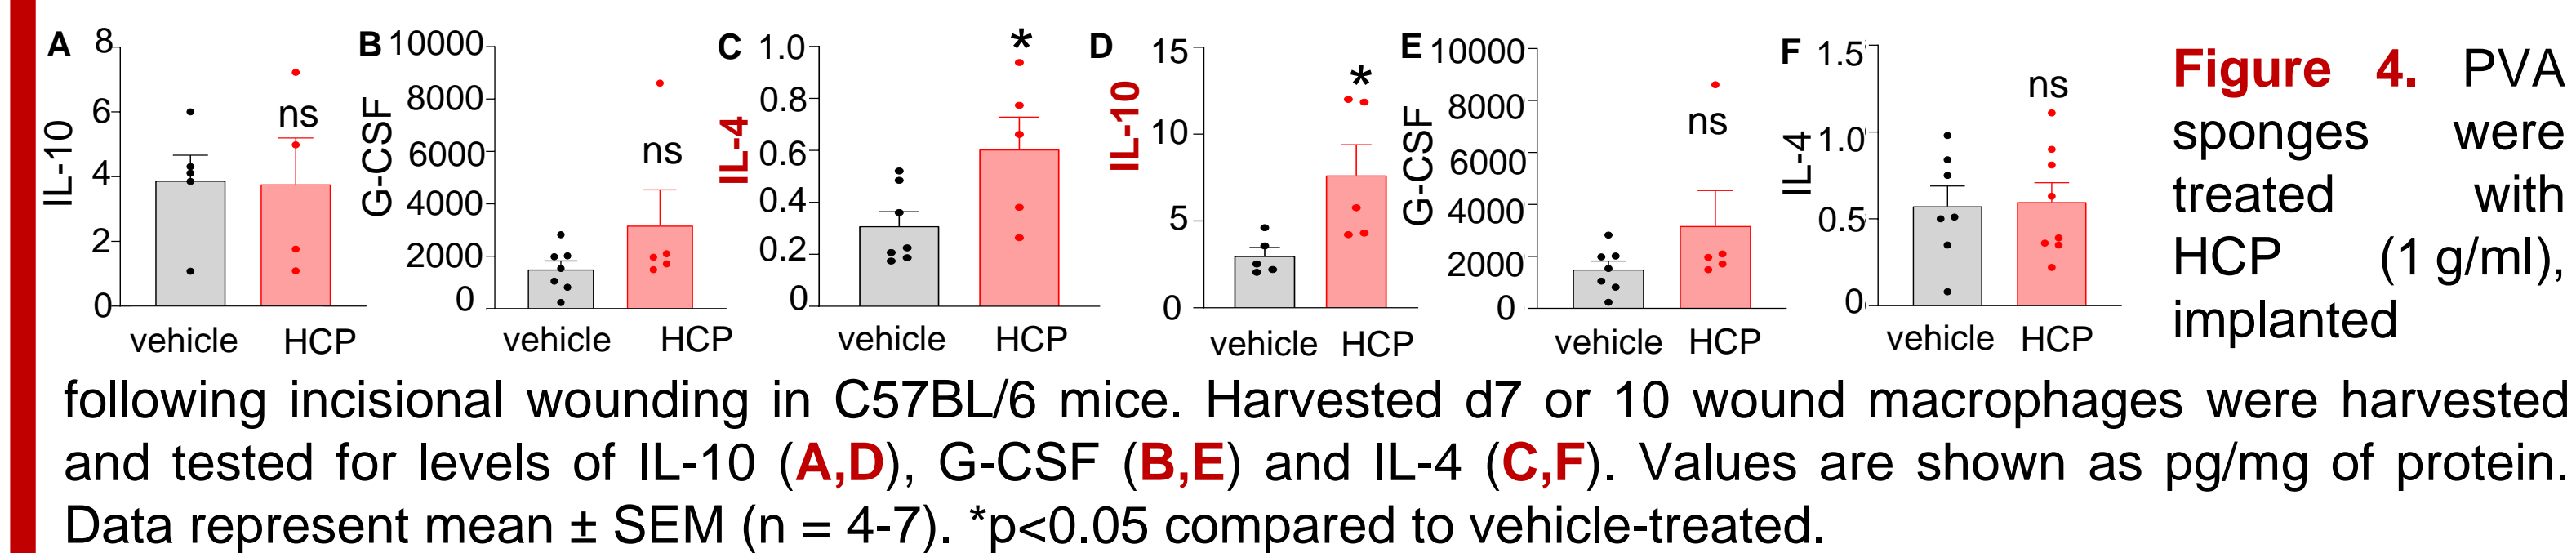 A
8
6
4
2
0
IL-10
ns
vehicle HCP
B
10000
8000
6000
4000
2000
0
G-CSF
ns
vehicle HCP
C
1.0
0.8
0.6
0.4
0.2
0
IL-4
*
vehicle HCP
D
15
10
5
0
IL-10
*
vehicle HCP
E
10000
8000
6000
4000
2000
0
G-CSF
ns
vehicle HCP
F
1.5
1.0
0.5
0
IL-4
ns
vehicle HCP
Figure 4. PVA
sponges were
treated with
HCP (1 g/ml),
implanted
following incisional wounding in C57BL/6 mice. Harvested d7 or 10 wound macrophages were harvested
and tested for levels of IL-10 (A,D), G-CSF (B,E) and IL-4 (C,F). Values are shown as pg/mg of protein.
Data represent mean ± SEM (n = 4-7). *p<0.05 compared to vehicle-treated.